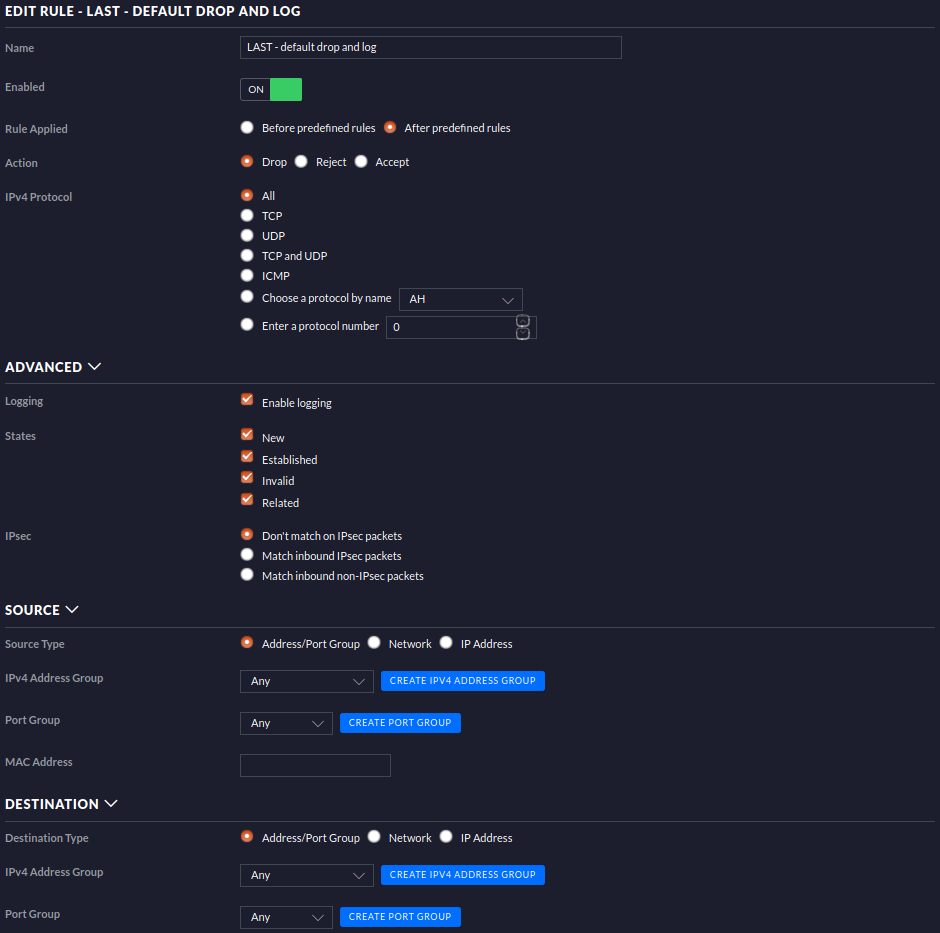 EDIT RULE - LAST - DEFAULT DROP AND LOG
Name LAST - default drop and log
Enabled ON
Rule Applied Before predefined rules After predefined rules
Action Drop Reject Accept
IPv4 Protocol All
TCP
UDP
TCP and UDP
ICMP
Choose a protocol by name AH
Enter a protocol number 0
ADVANCED
Logging Enable logging
States New
Established
Invalid
Related
IPsec Don't match on IPsec packets
Match inbound IPsec packets
Match inbound non-IPsec packets
SOURCE
Source Type Address/Port Group Network IP Address
IPv4 Address Group Any CREATE IPV4 ADDRESS GROUP
Port Group Any CREATE PORT GROUP
MAC Address
DESTINATION
Destination Type Address/Port Group Network IP Address
IPv4 Address Group Any CREATE IPV4 ADDRESS GROUP
Port Group Any CREATE PORT GROUP